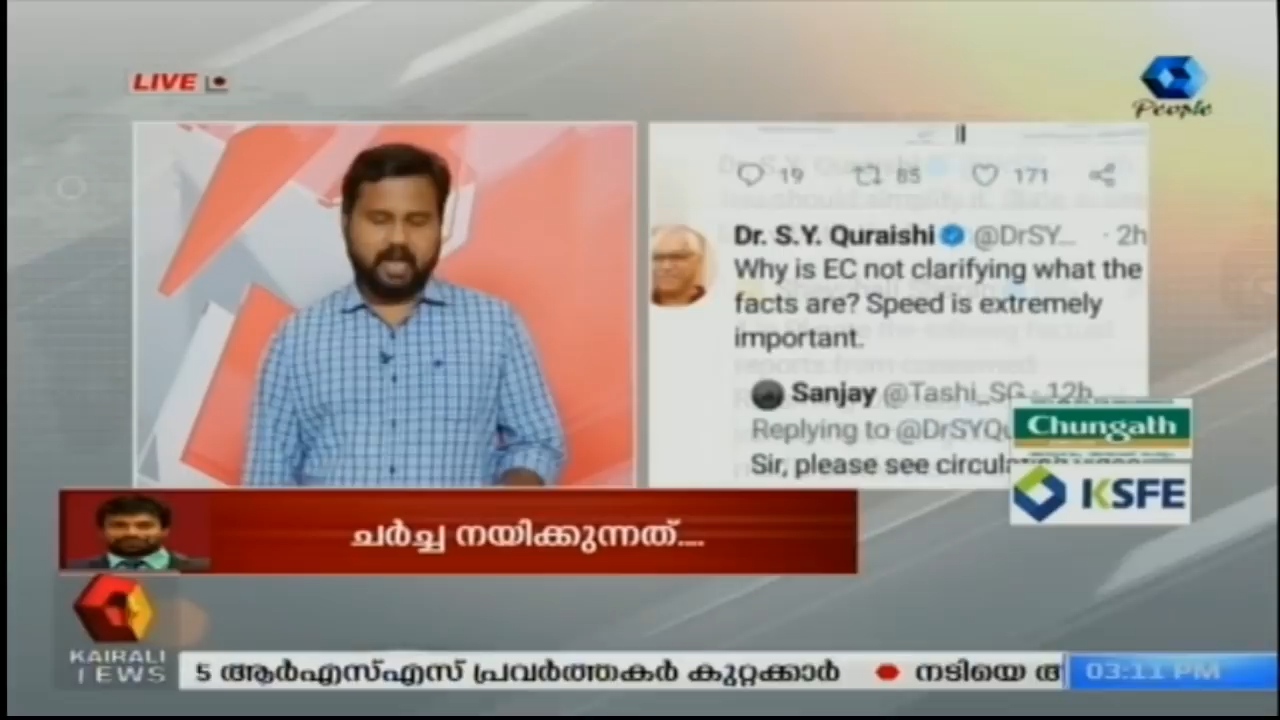 LIVE
People
19 85 171
Dr. S.Y. Quraishi @DrSY... · 2h
Why is EC not clarifying what the
facts are? Speed is extremely
important.
Sanjay @Tashi_SG · 12h
Replying to @DrSYQu
Sir, please see circul
Chungath
KSFE
ചർച്ച നയിക്കുന്നത്....
KAIRALI
NEWS
5 ആർഎസ്എസ് പ്രവർത്തകർ കുറ്റക്കാർ • നടിയെ
03:11 PM